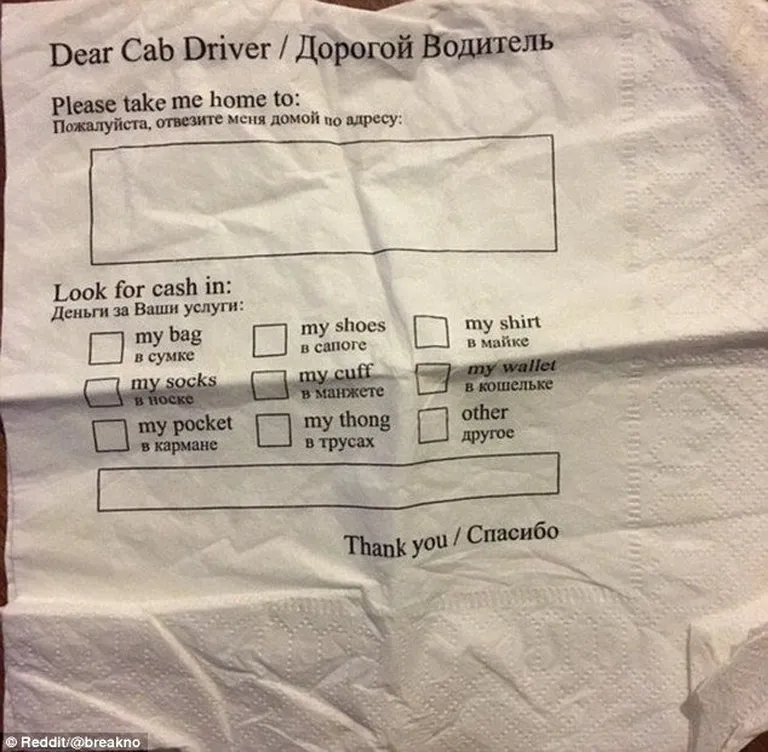 Dear Cab Driver / Дорогой Водитель
Please take me home to:
Пожалуйста, отвезите меня домой по адресу:
Look for cash in:
Деньги за Ваши услуги:
my bag my shoes my shirt
в сумке в сапоге в майке
my socks my cuff my wallet
в носке в манжете в кошельке
my pocket my thong other
в кармане в трусах другое
Thank you / Спасибо
© Reddit/@breakno